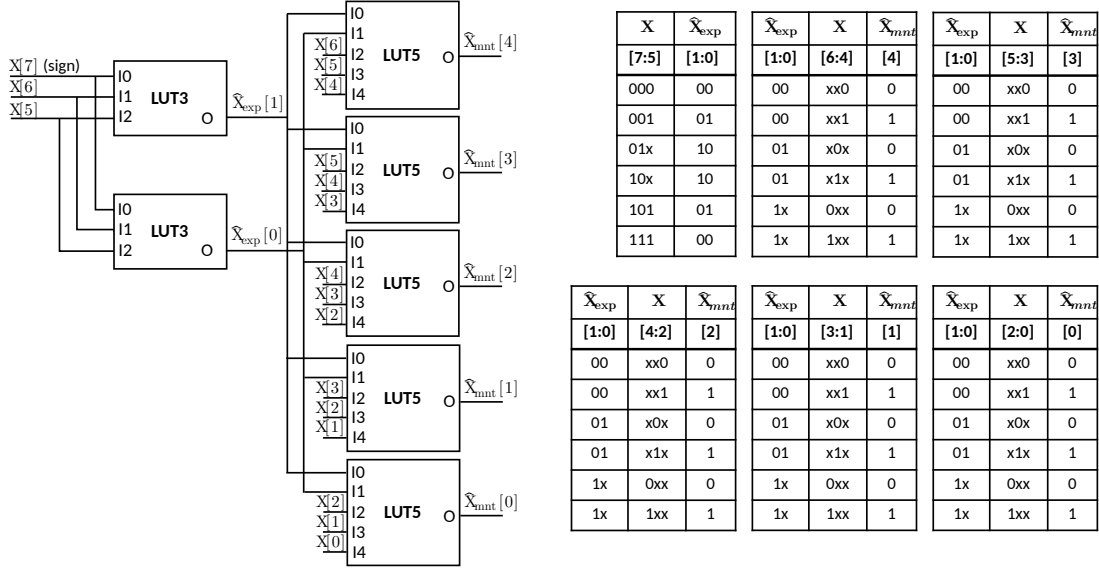 X[7] (sign)
X[6]
X[5]
I0
I1
I2
LUT3
O
X̂exp[1]
I0
I1
I2
LUT3
O
X̂exp[0]
I0
I1
X[6] I2
X[5] I3
X[4] I4
LUT5
O
X̂mnt[4]
I0
I1
X[5] I2
X[4] I3
X[3] I4
LUT5
O
X̂mnt[3]
I0
I1
X[4] I2
X[3] I3
X[2] I4
LUT5
O
X̂mnt[2]
I0
I1
X[3] I2
X[2] I3
X[1] I4
LUT5
O
X̂mnt[1]
I0
I1
X[2] I2
X[1] I3
X[0] I4
LUT5
O
X̂mnt[0]
X X̂exp
[7:5] [1:0]
000 00
001 01
01x 10
10x 10
101 01
111 00
X̂exp X X̂mnt
[1:0] [6:4] [4]
00 xx0 0
00 xx1 1
01 x0x 0
01 x1x 1
1x 0xx 0
1x 1xx 1
X̂exp X X̂mnt
[1:0] [5:3] [3]
00 xx0 0
00 xx1 1
01 x0x 0
01 x1x 1
1x 0xx 0
1x 1xx 1
X̂exp X X̂mnt
[1:0] [4:2] [2]
00 xx0 0
00 xx1 1
01 x0x 0
01 x1x 1
1x 0xx 0
1x 1xx 1
X̂exp X X̂mnt
[1:0] [3:1] [1]
00 xx0 0
00 xx1 1
01 x0x 0
01 x1x 1
1x 0xx 0
1x 1xx 1
X̂exp X X̂mnt
[1:0] [2:0] [0]
00 xx0 0
00 xx1 1
01 x0x 0
01 x1x 1
1x 0xx 0
1x 1xx 1